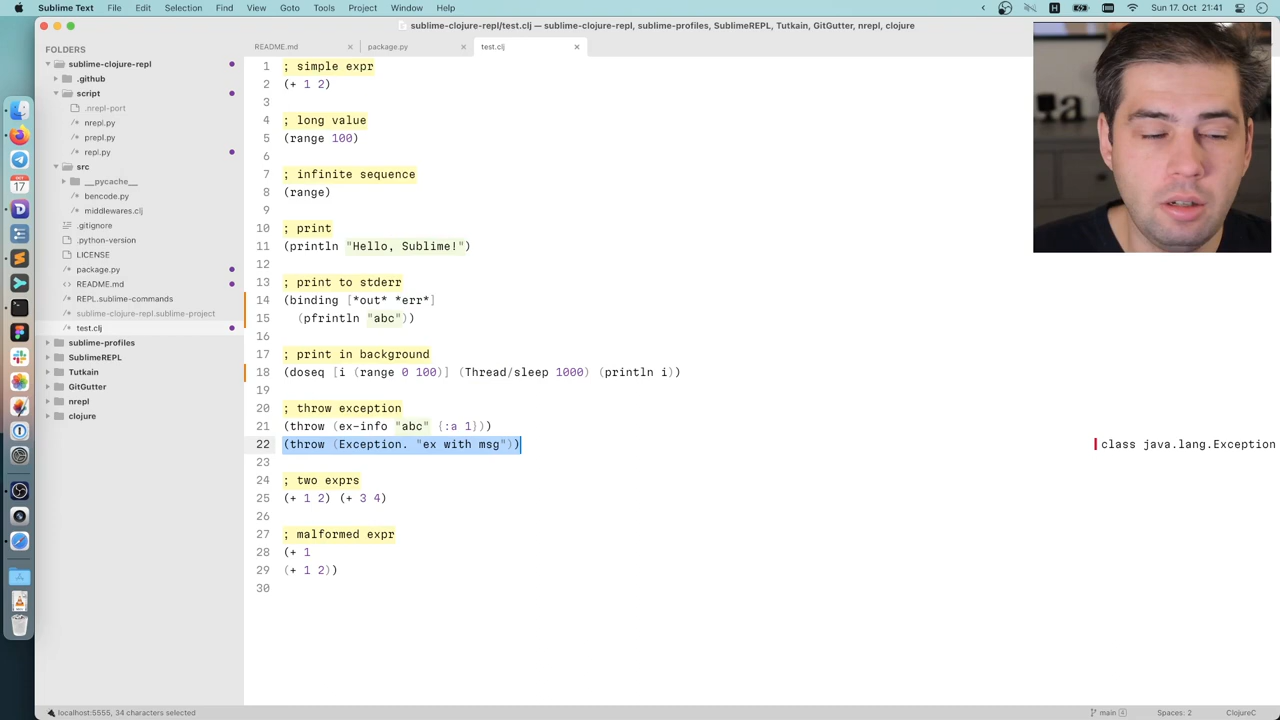 Sublime Text File Edit Selection Find View Goto Tools Project Window Help Sun 17. Oct 21:41
sublime-clojure-repl/test.clj — sublime-clojure-repl, sublime-profiles, SublimeREPL, Tutkain, GitGutter, nrepl, clojure
FOLDERS
sublime-clojure-repl
.github
script
.nrepl-port
nrepl.py
prepl.py
repl.py
src
__pycache__
bencode.py
middlewares.clj
.gitignore
.python-version
LICENSE
package.py
README.md
REPL.sublime-commands
sublime-clojure-repl.sublime-project
test.clj
sublime-profiles
SublimeREPL
Tutkain
GitGutter
nrepl
clojure
README.md package.py test.clj
1 ; simple expr
2 (+ 1 2)
3
4 ; long value
5 (range 100)
6
7 ; infinite sequence
8 (range)
9
10 ; print
11 (println "Hello, Sublime!")
12
13 ; print to stderr
14 (binding [*out* *err*]
15 (pfrintln "abc"))
16
17 ; print in background
18 (doseq [i (range 0 100)] (Thread/sleep 1000) (println i))
19
20 ; throw exception
21 (throw (ex-info "abc" {:a 1}))
22 (throw (Exception. "ex with msg")) class java.lang.Exception
23
24 ; two exprs
25 (+ 1 2) (+ 3 4)
26
27 ; malformed expr
28 (+ 1
29 (+ 1 2))
30
localhost:5555, 34 characters selected main 4 Spaces: 2 ClojureC